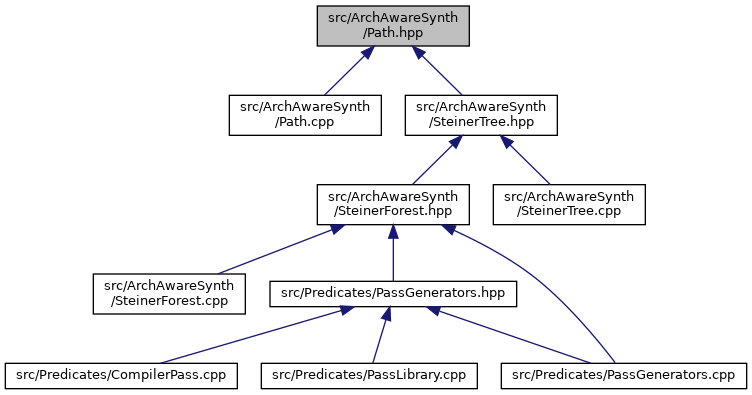 src/ArchAwareSynth
/Path.hpp
src/ArchAwareSynth
/Path.cpp
src/ArchAwareSynth
/SteinerTree.hpp
src/ArchAwareSynth
/SteinerForest.hpp
src/ArchAwareSynth
/SteinerTree.cpp
src/ArchAwareSynth
/SteinerForest.cpp
src/Predicates/PassGenerators.hpp
src/Predicates/CompilerPass.cpp
src/Predicates/PassLibrary.cpp
src/Predicates/PassGenerators.cpp